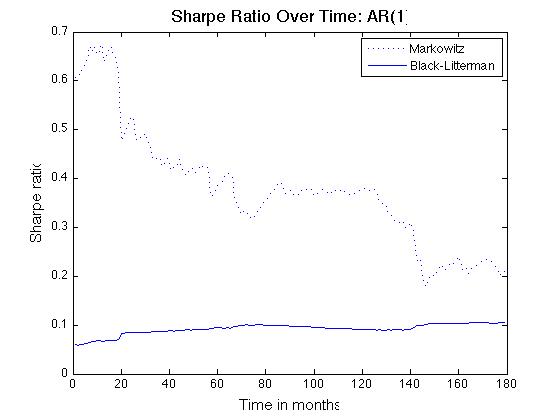 Sharpe Ratio Over Time: AR(1)
Markowitz
Black-Litterman
0.7
0.6
0.5
0.4
0.3
0.2
0.1
0
Sharpe ratio
0 20 40 60 80 100 120 140 160 180
Time in months